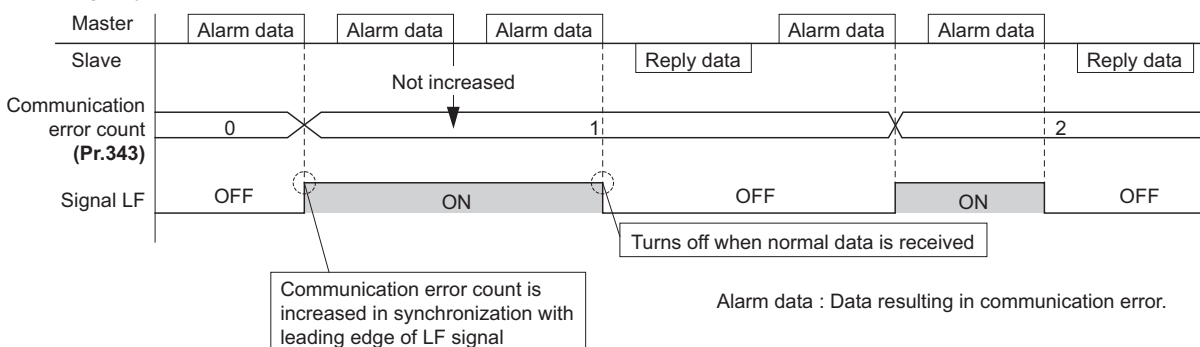 Master
Alarm data
Alarm data
Alarm data
Alarm data
Alarm data
Slave
Reply data
Reply data
Not increased
Communication
error count
(Pr.343)
0
1
2
Signal LF
OFF
ON
OFF
ON
OFF
Turns off when normal data is received
Communication error count is
increased in synchronization with
leading edge of LF signal
Alarm data : Data resulting in communication error.